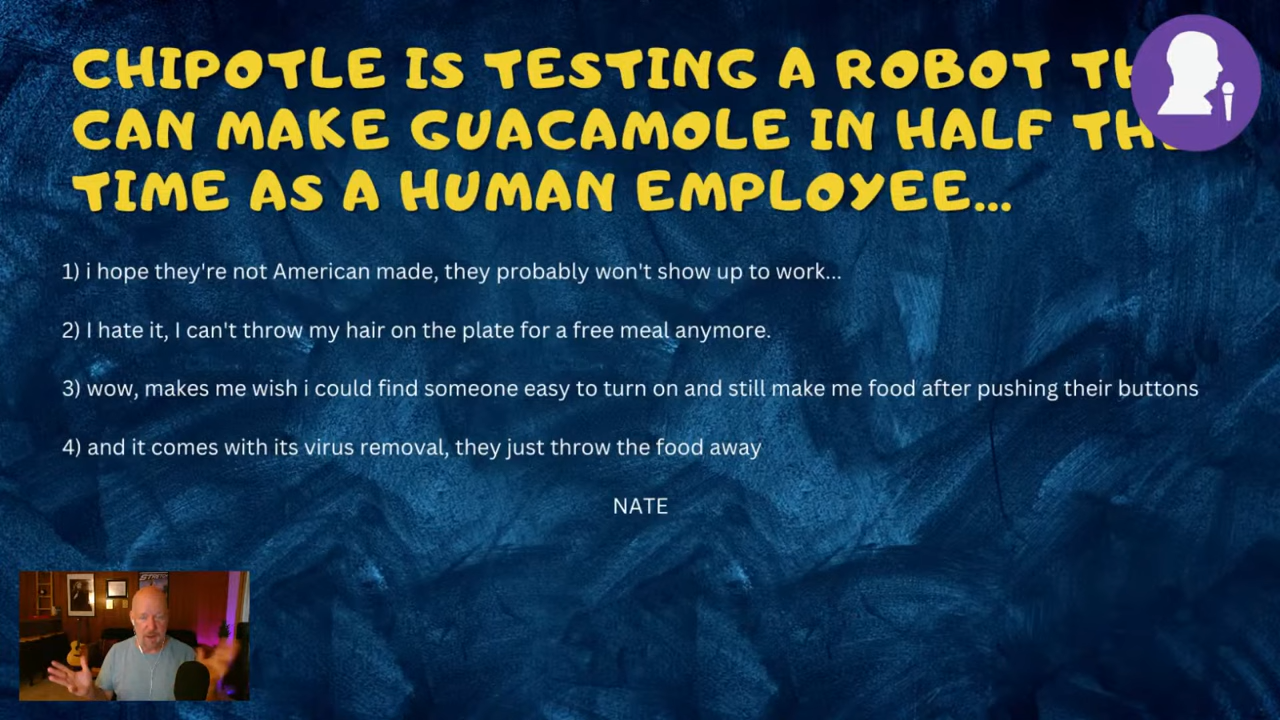 CHIPOTLE IS TESTING A ROBOT
CAN MAKE GUACAMOLE IN HALF
TIME AS A HUMAN EMPLOYEE...
1) i hope they're not American made, they probably won't show up to work...
2) I hate it, I can't throw my hair on the plate for a free meal anymore.
3) wow, makes me wish i could find someone easy to turn on and still make me food after pushing their buttons
4) and it comes with its virus removal, they just throw the food away
NATE